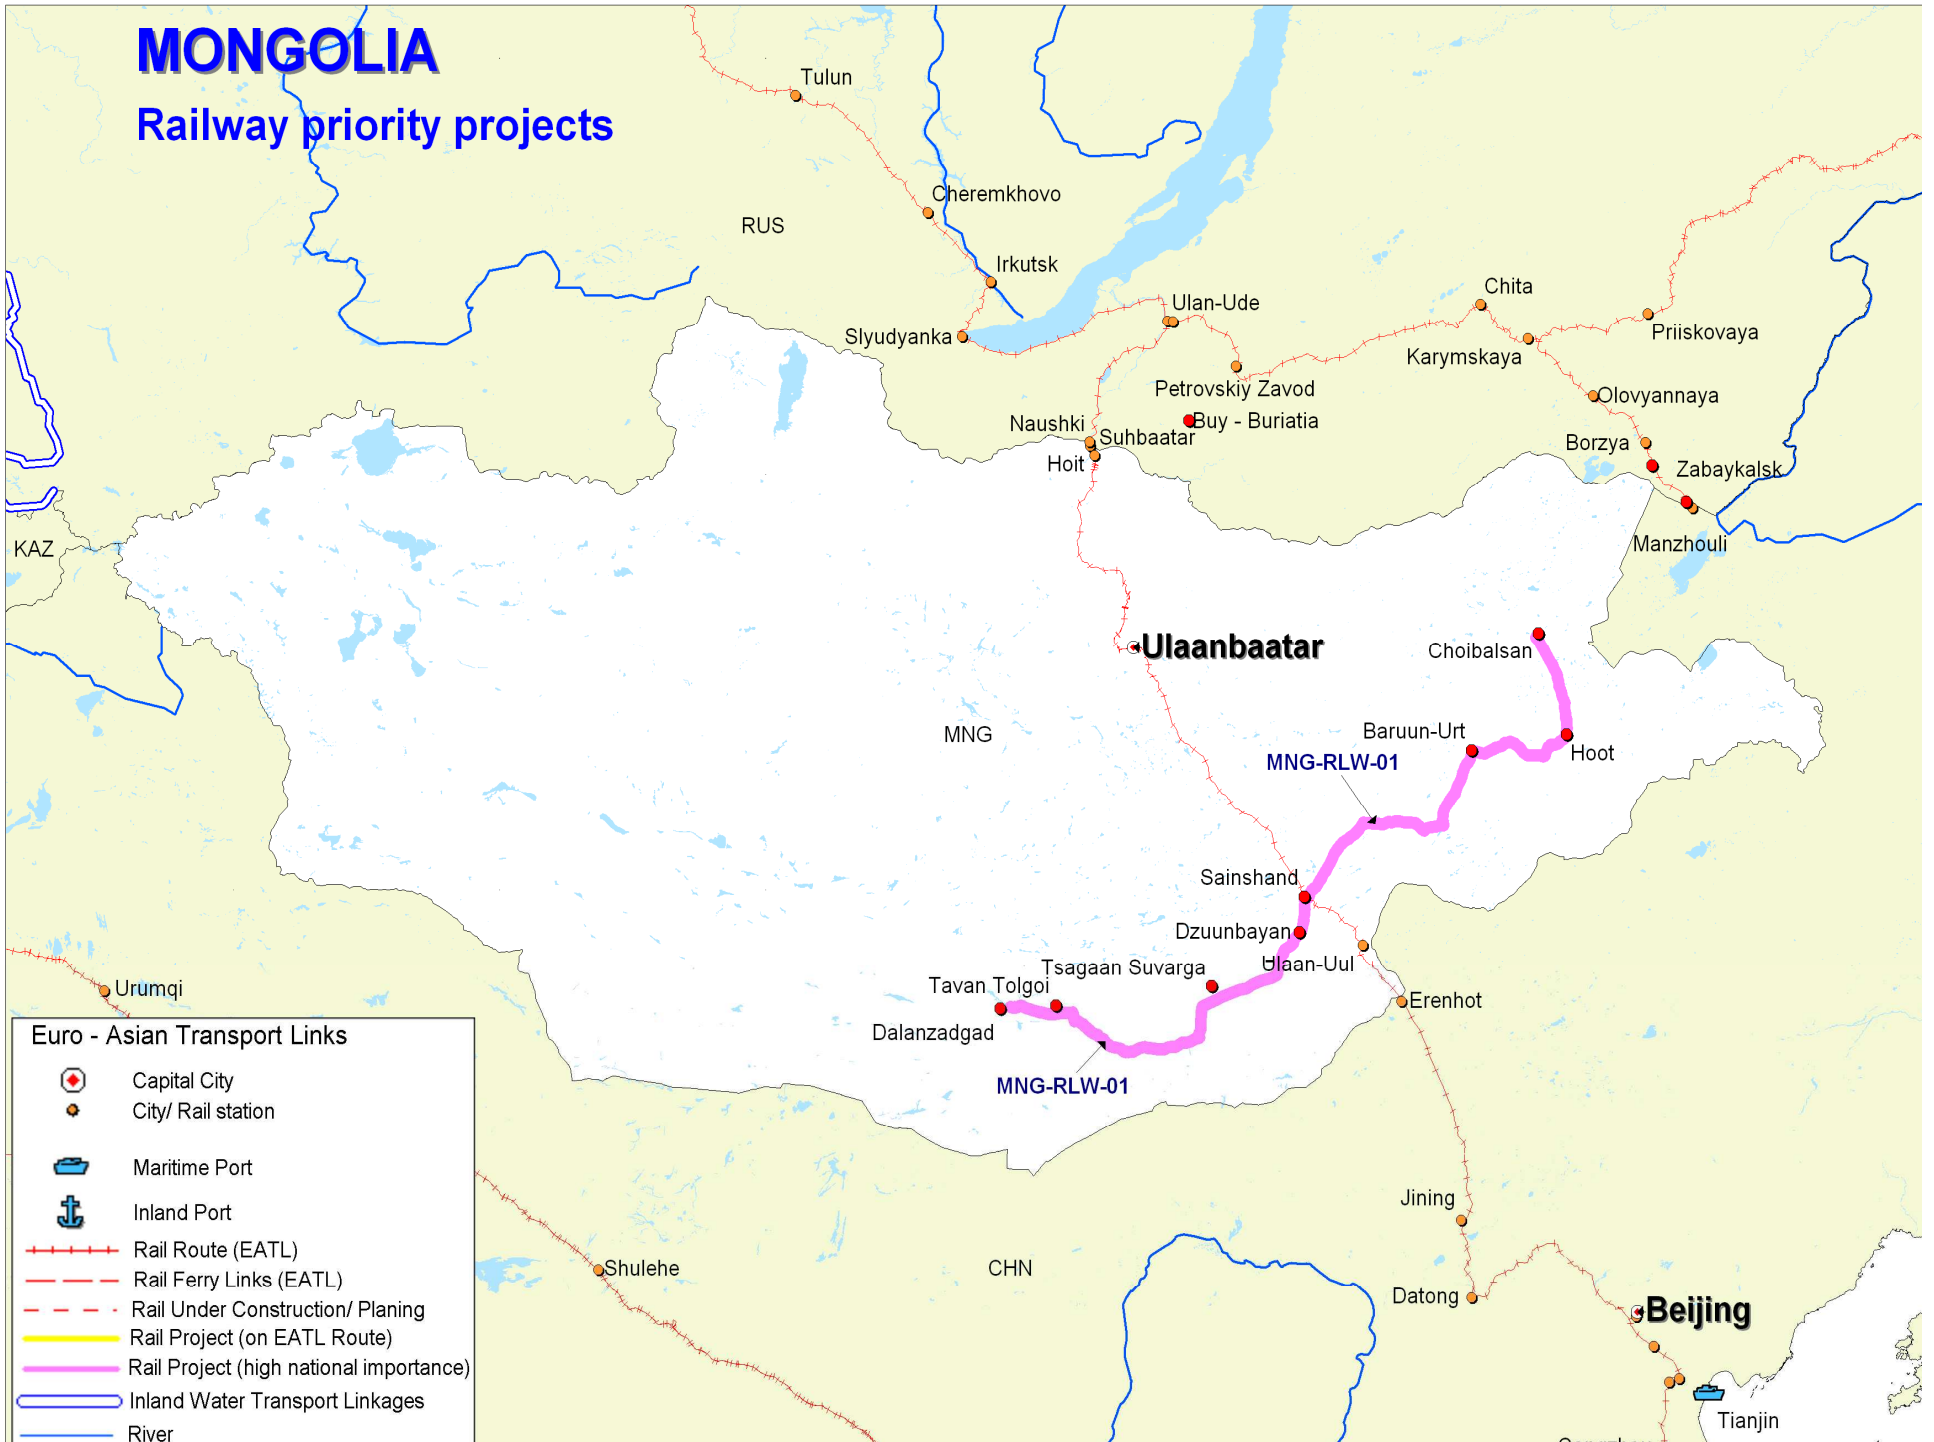 MONGOLIA
Railway priority projects
Tulun
Cheremkhovo
RUS
Irkutsk
Slyudyanka
Ulan-Ude
Chita
Priiskovaya
Karymskaya
Petrovskiy Zavod
Olovyannaya
Buy - Buriatia
Naushki
Suhbaatar
Hoit
Borzya
Zabaykalsk
Manzhouli
KAZ
Ulaanbaatar
Choibalsan
MNG
Baruun-Urt
Hoot
MNG-RLW-01
Sainshand
Dzuunbayan
Ulaan-Uul
Tsagaan Suvarga
Tavan Tolgoi
Dalanzadgad
Erenhot
MNG-RLW-01
Urumqi
Jining
Shulehe
CHN
Datong
Beijing
Tianjin
Euro - Asian Transport Links
Capital City
City/ Rail station
Maritime Port
Inland Port
Rail Route (EATL)
Rail Ferry Links (EATL)
Rail Under Construction/ Planing
Rail Project (on EATL Route)
Rail Project (high national importance)
Inland Water Transport Linkages
River